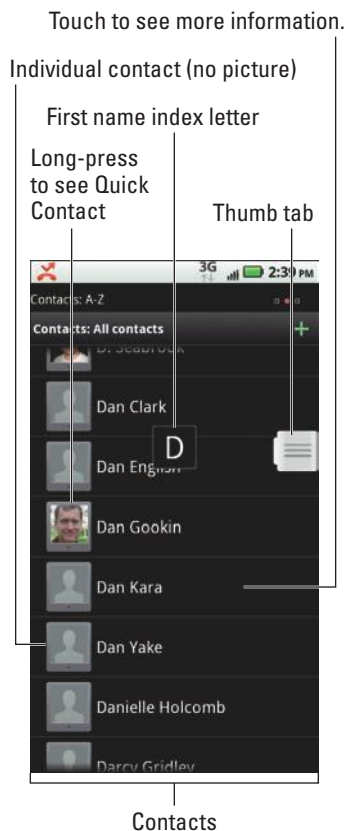 Touch to see more information.
Individual contact (no picture)
First name index letter
Long-press
to see Quick
Contact
Thumb tab
3G
2:39 PM
Contacts: A-Z
Contacts: All contacts
+
D. Seabrook
Dan Clark
D
Dan English
Dan Gookin
Dan Kara
Dan Yake
Danielle Holcomb
Darcy Gridley
Contacts